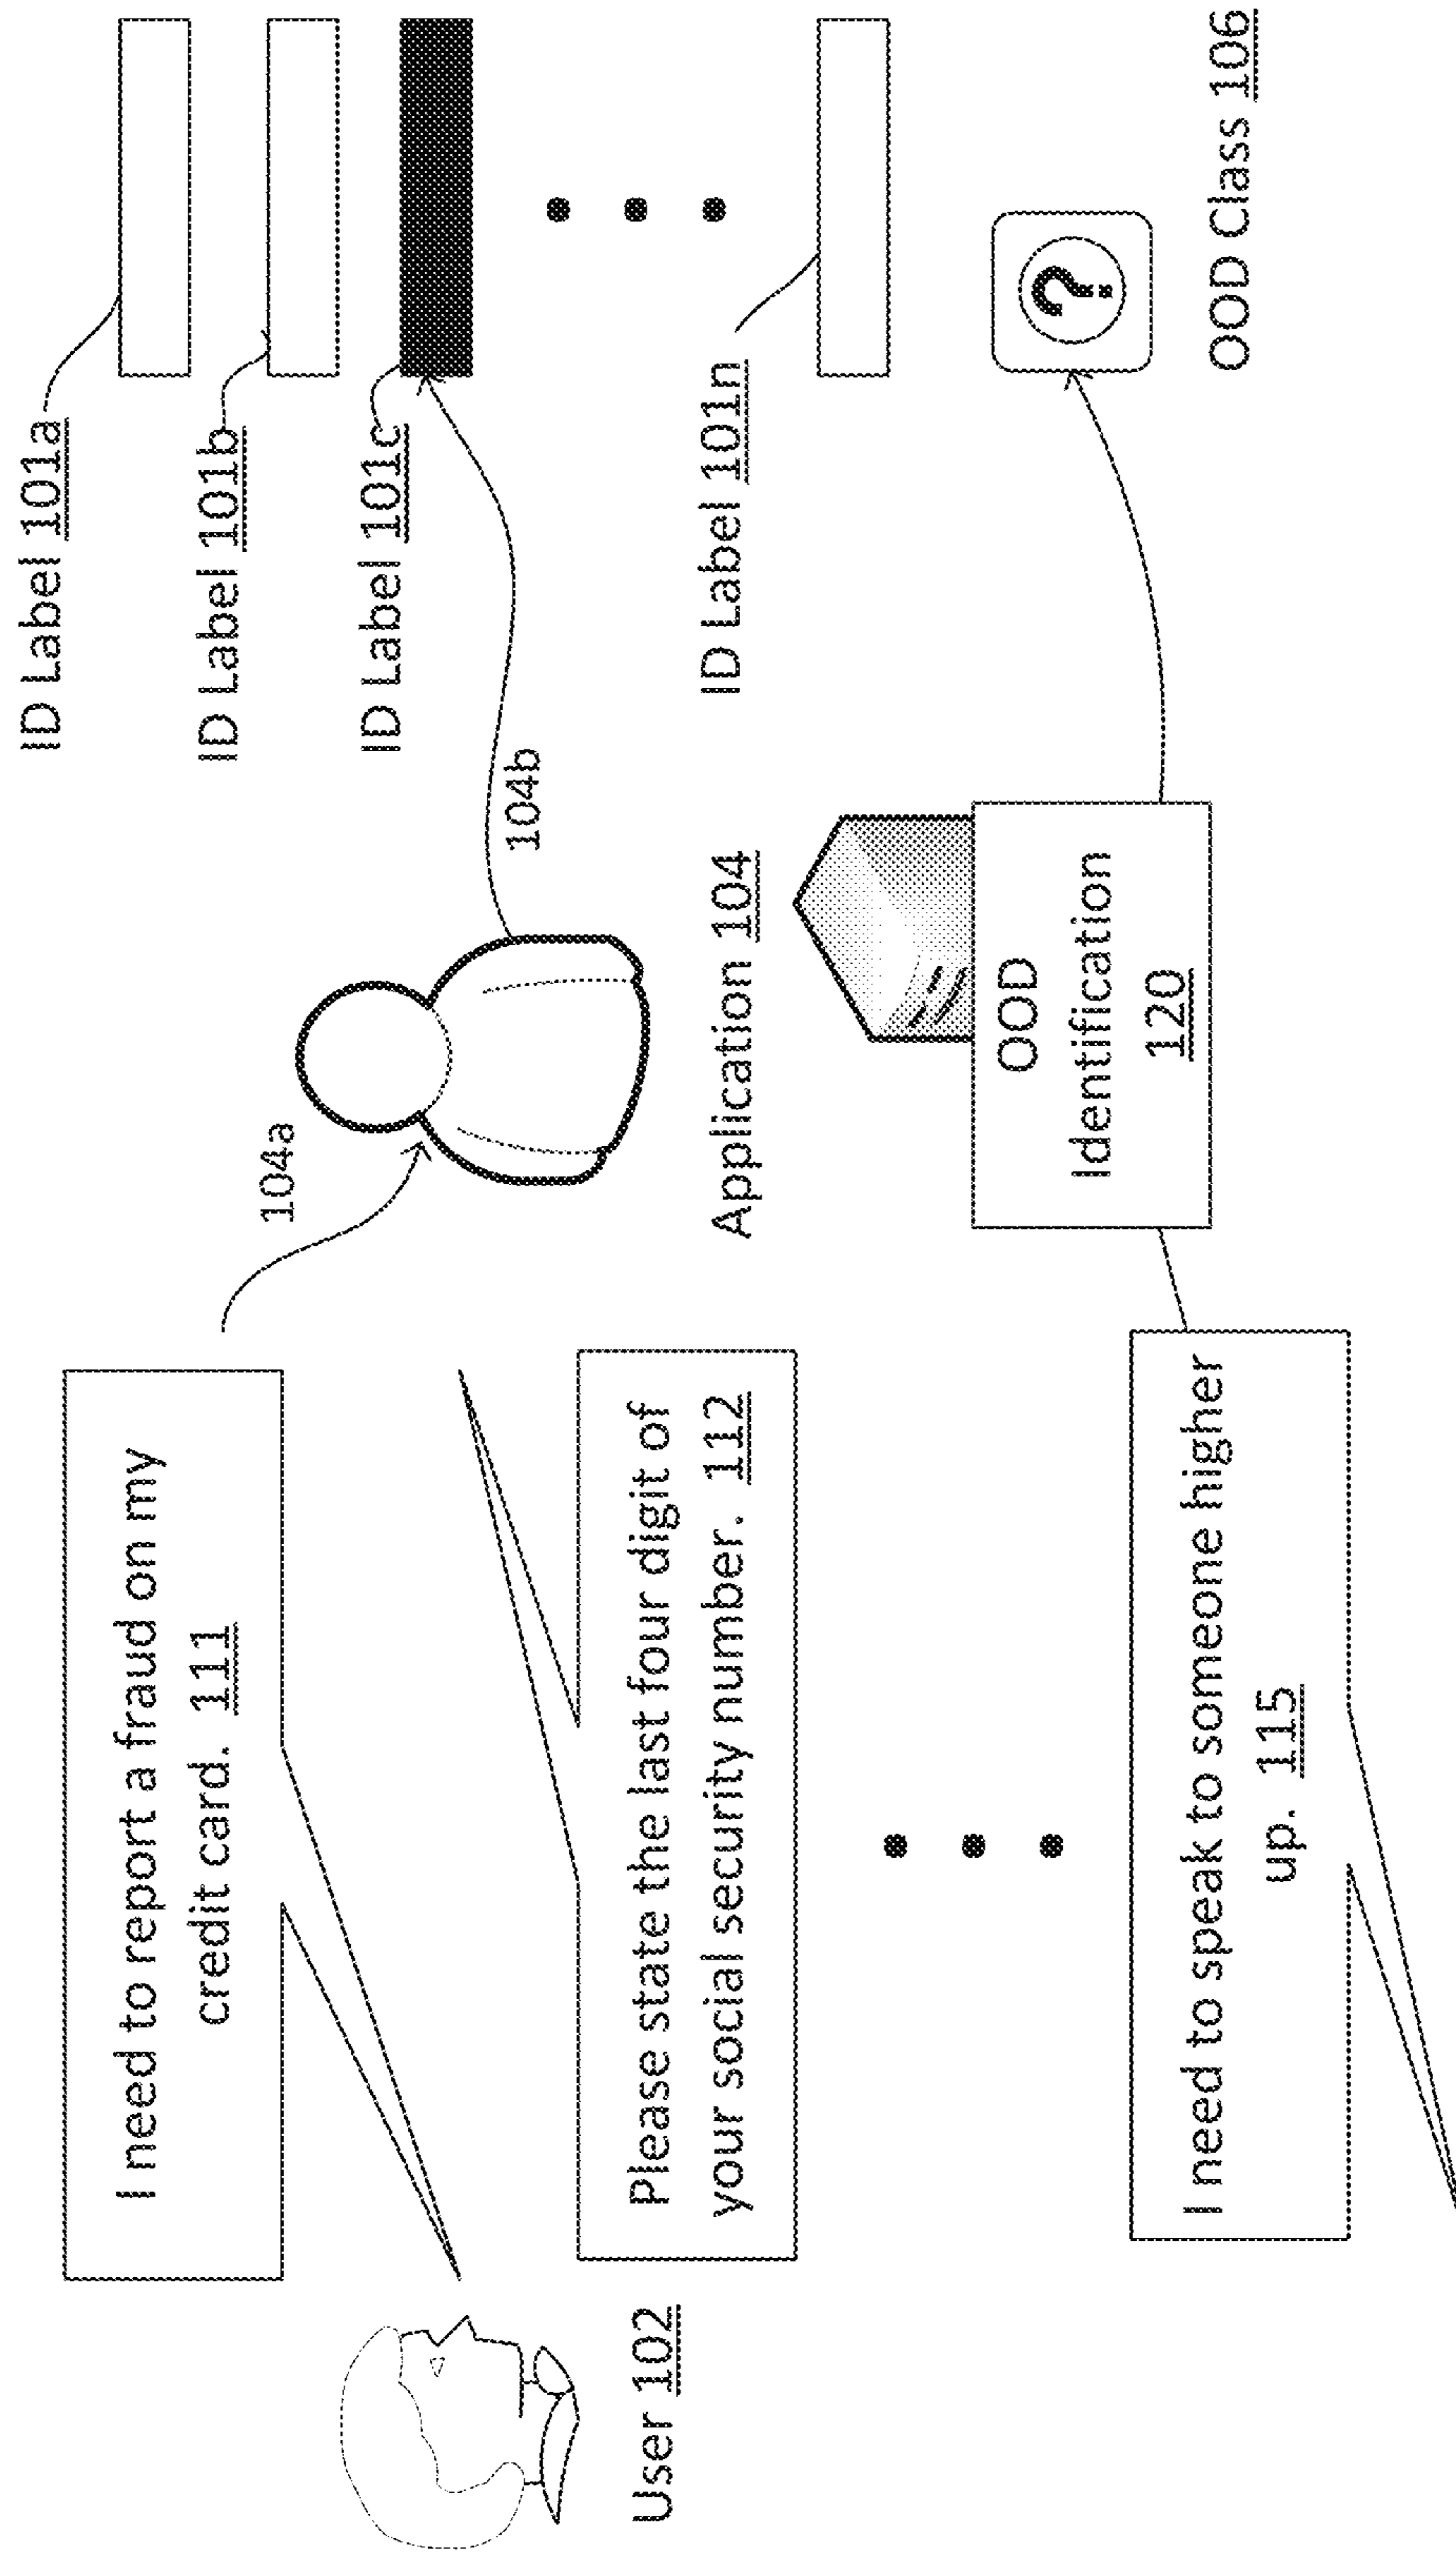 I need to report a fraud on my
credit card. 111
104a
ID Label 101a
ID Label 101b
ID Label 101c
104b
User 102
Please state the last four digit of
your social security number. 112
Application 104
ID Label 101n
I need to speak to someone higher
up. 115
OOD
Identification
120
?
OOD Class 106